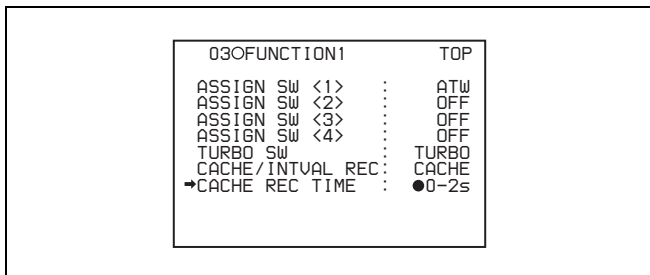 03○FUNCTION1 TOP
ASSIGN SW <1> : ATW
ASSIGN SW <2> : OFF
ASSIGN SW <3> : OFF
ASSIGN SW <4> : OFF
TURBO SW : TURBO
CACHE/INTVAL REC: CACHE
➔CACHE REC TIME : ●0-2s